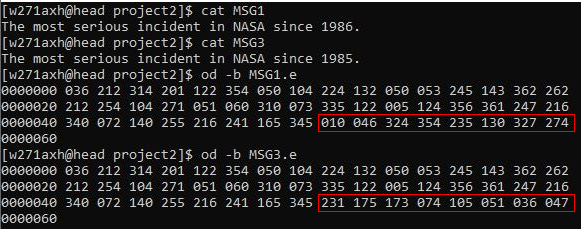 [w271axh@head project2]$ cat MSG1
The most serious incident in NASA since 1986.
[w271axh@head project2]$ cat MSG3
The most serious incident in NASA since 1985.
[w271axh@head project2]$ od -b MSG1.e
0000000 036 212 314 201 122 354 050 104 224 132 050 053 245 143 362 262
0000020 212 254 104 271 051 060 310 073 335 122 005 124 356 361 247 216
0000040 340 072 140 255 216 241 165 345 010 046 324 354 235 130 327 274
0000060
[w271axh@head project2]$ od -b MSG3.e
0000000 036 212 314 201 122 354 050 104 224 132 050 053 245 143 362 262
0000020 212 254 104 271 051 060 310 073 335 122 005 124 356 361 247 216
0000040 340 072 140 255 216 241 165 345 231 175 173 074 105 051 036 047
0000060